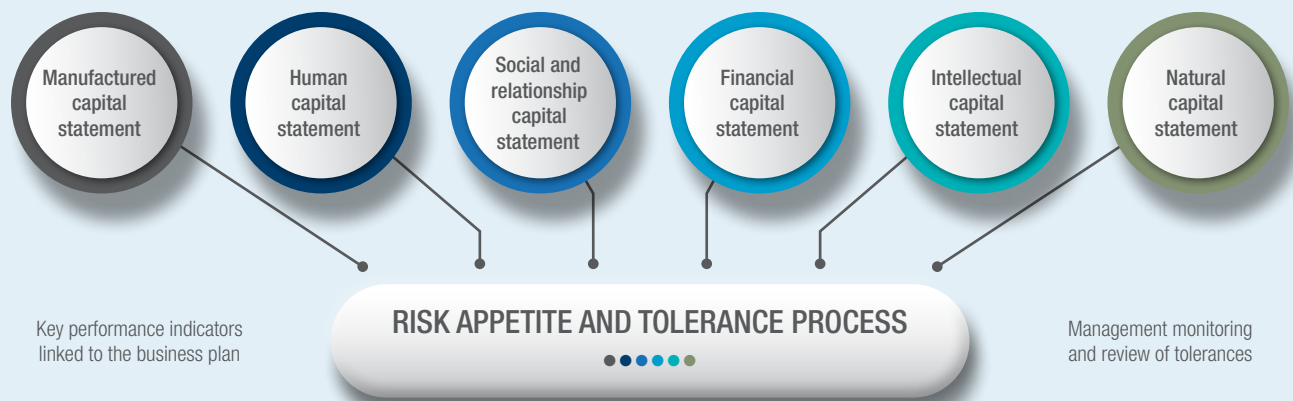 Manufactured
capital
statement
Human
capital
statement
Social and
relationship
capital
statement
Financial
capital
statement
Intellectual
capital
statement
Natural
capital
statement
RISK APPETITE AND TOLERANCE PROCESS
Key performance indicators
linked to the business plan
Management monitoring
and review of tolerances